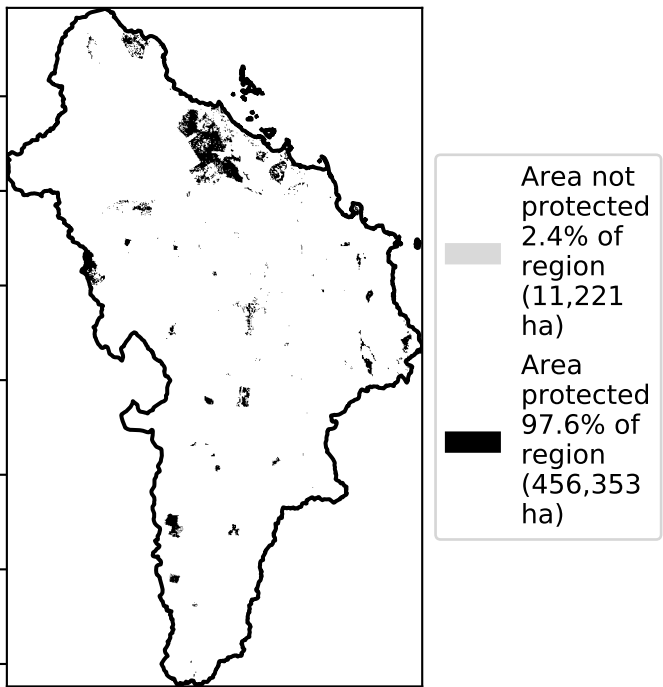 Area not
protected
2.4% of
region
(11,221
ha)
Area
protected
97.6% of
region
(456,353
ha)